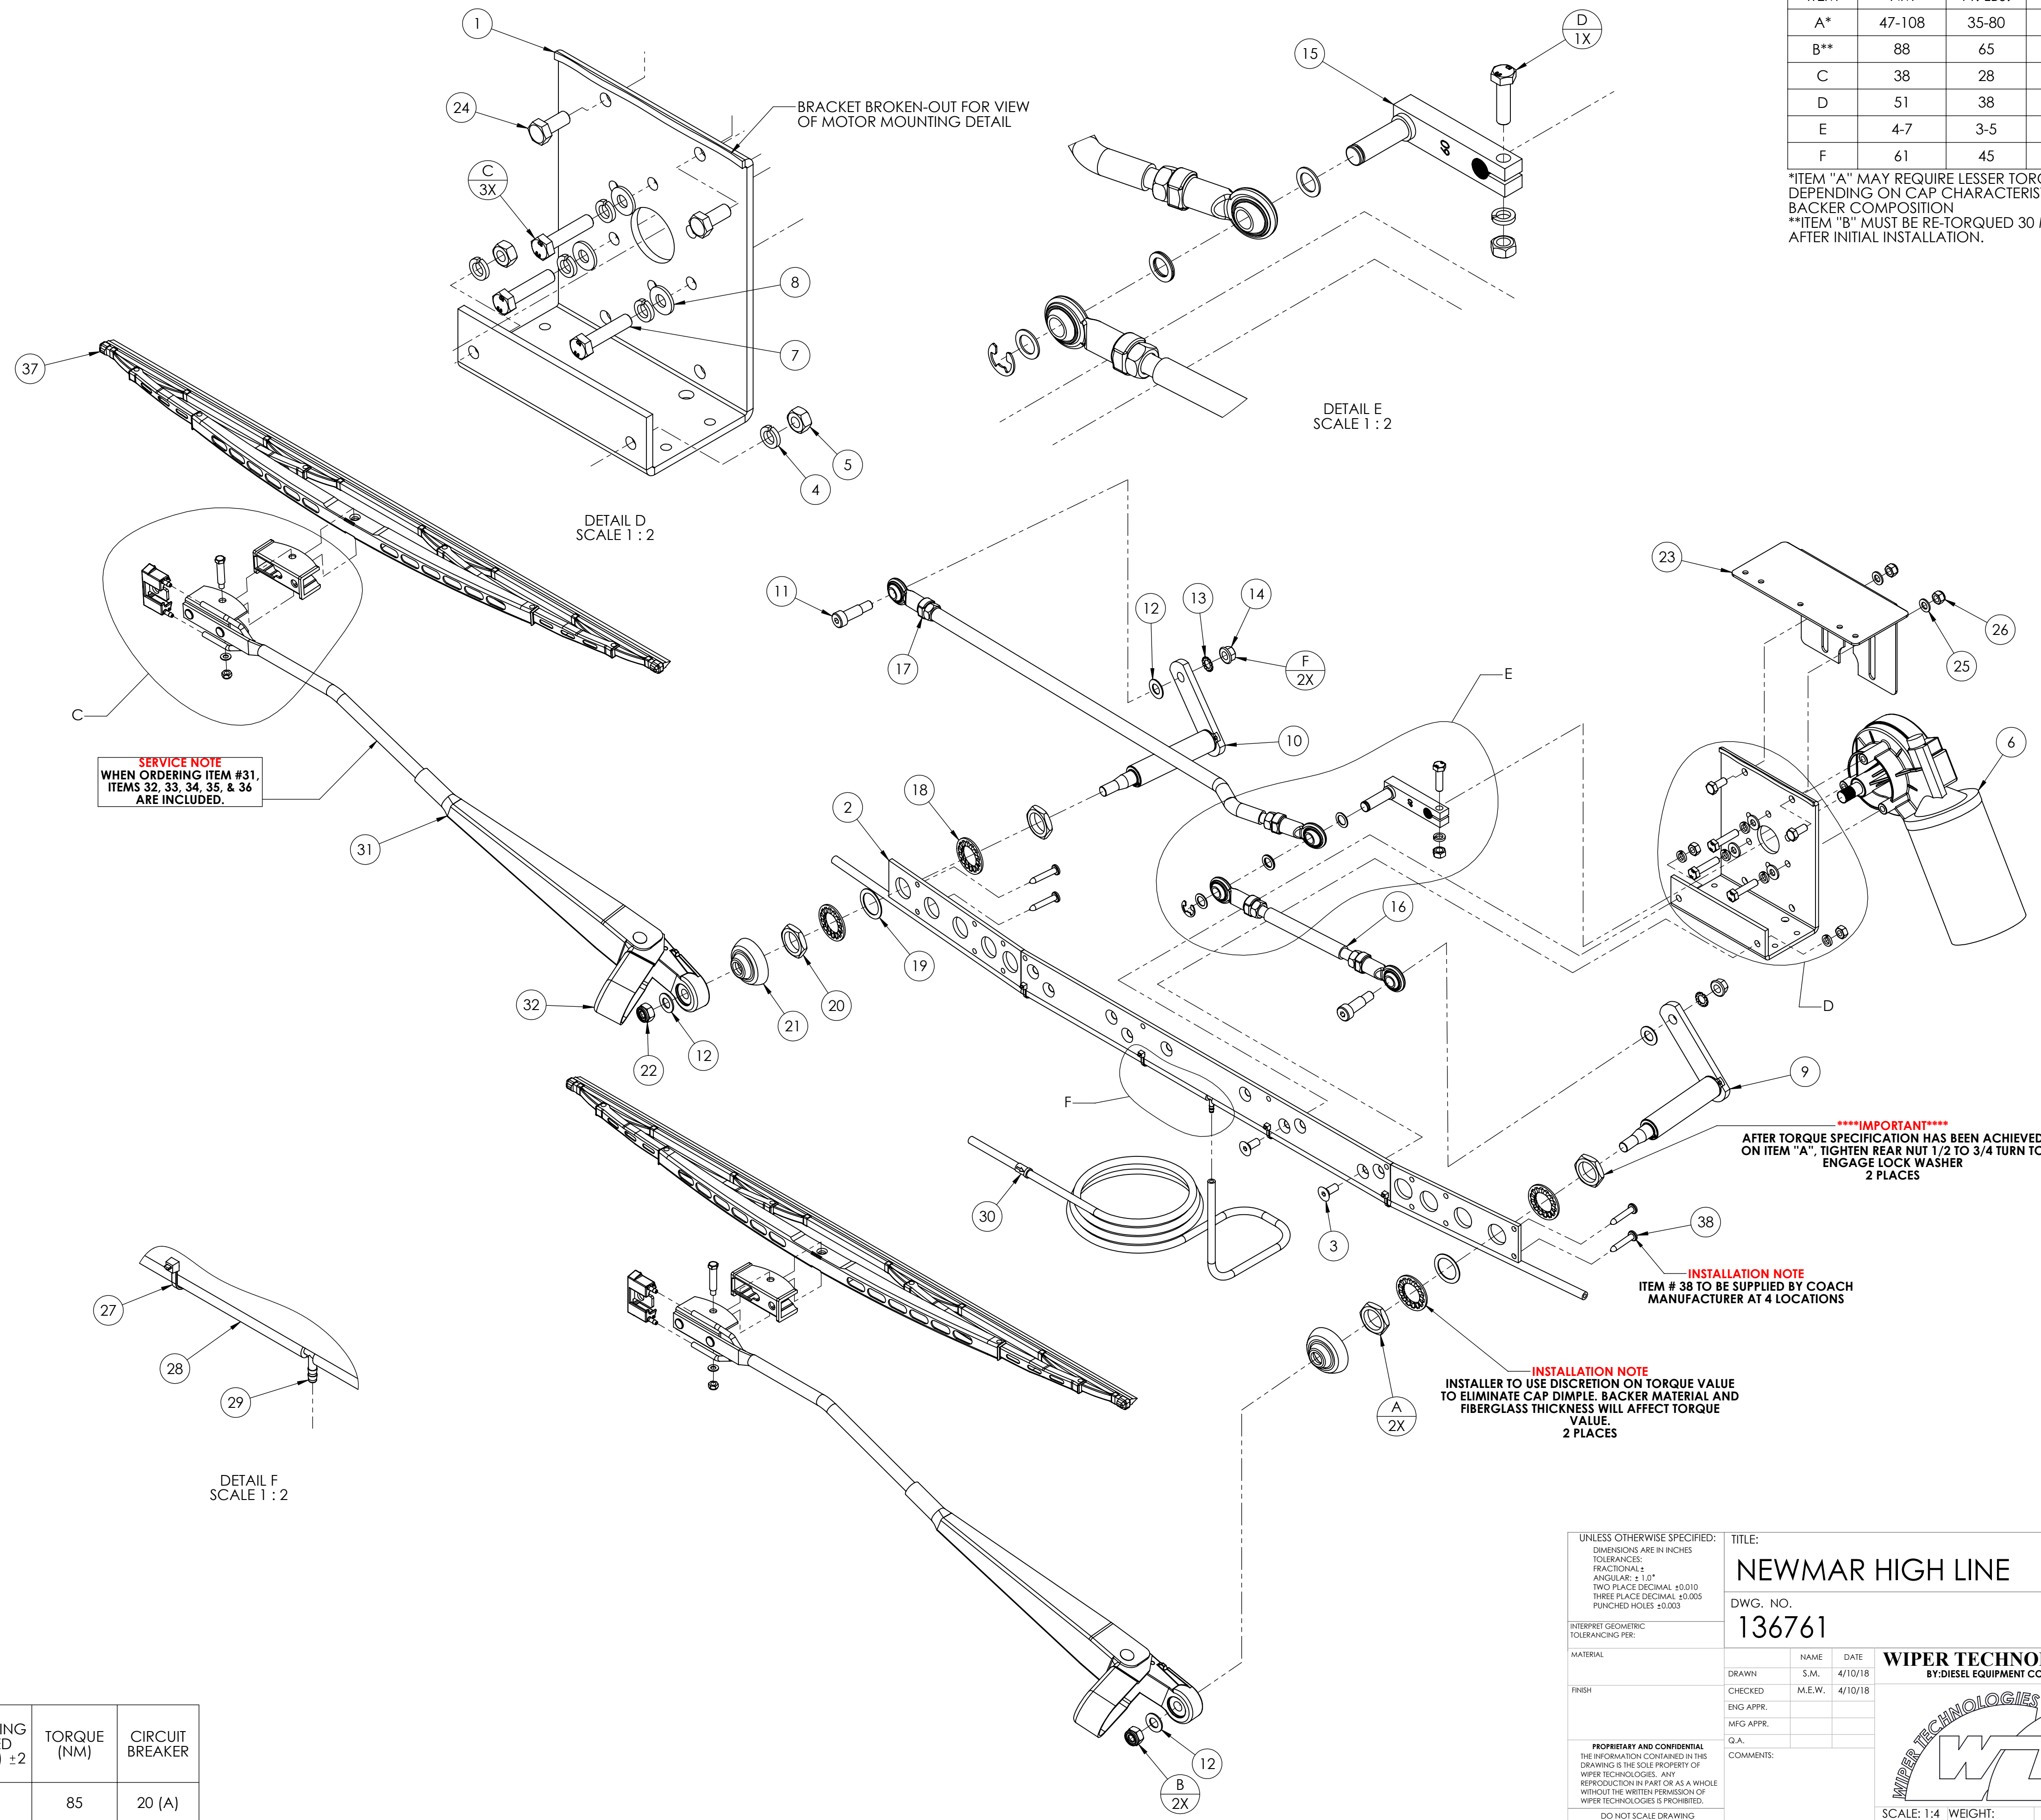 1
24
C
3X
BRACKET BROKEN-OUT FOR VIEW
OF MOTOR MOUNTING DETAIL
8
7
5
4
DETAIL D
SCALE 1 : 2
15
D
1X
60
DETAIL E
SCALE 1 : 2
A* 47-108 35-80
B** 88 65
C 38 28
D 51 38
E 4-7 3-5
F 61 45
*ITEM "A" MAY REQUIRE LESSER
DEPENDING ON CAP
BACKER COMPOSITION
**ITEM "B" MUST BE RE-TORQUED 30
AFTER INITIAL INSTALLATION.
37
C
SERVICE NOTE
WHEN ORDERING ITEM #31,
ITEMS 32, 33, 34, 35, & 36
ARE INCLUDED.
31
32
11
17
12
13
14
F
2X
10
E
23
26
25
6
D
2
18
19
20
21
12
22
16
9
F
30
3
38
****IMPORTANT****
AFTER TORQUE SPECIFICATION HAS BEEN ACHIEVED
ON ITEM "A", TIGHTEN REAR NUT 1/2 TO 3/4 TURN TO
ENGAGE LOCK WASHER
2 PLACES
INSTALLATION NOTE
ITEM # 38 TO BE SUPPLIED BY COACH
MANUFACTURER AT 4 LOCATIONS
INSTALLATION NOTE
INSTALLER TO USE DISCRETION ON TORQUE VALUE
TO ELIMINATE CAP DIMPLE. BACKER MATERIAL AND
FIBERGLASS THICKNESS WILL AFFECT TORQUE
VALUE.
2 PLACES
A
2X
27
28
29
DETAIL F
SCALE 1 : 2
12
B
2X
±2
TORQUE
(NM)
CIRCUIT
BREAKER
85
20 (A)
UNLESS OTHERWISE SPECIFIED:
DIMENSIONS ARE IN INCHES
TOLERANCES:
FRACTIONAL±
ANGULAR: ± 1.0°
TWO PLACE DECIMAL ±0.010
THREE PLACE DECIMAL ±0.005
PUNCHED HOLES ±0.003
INTERPRET GEOMETRIC
TOLERANCING PER:
MATERIAL
FINISH
PROPRIETARY AND CONFIDENTIAL
THE INFORMATION CONTAINED IN THIS
DRAWING IS THE SOLE PROPERTY OF
WIPER TECHNOLOGIES. ANY
REPRODUCTION IN PART OR AS A WHOLE
WITHOUT THE WRITTEN PERMISSION OF
WIPER TECHNOLOGIES IS PROHIBITED.
DO NOT SCALE DRAWING
TITLE:
NEWMAR HIGH LINE
DWG. NO.
136761
NAME DATE
DRAWN S.M. 4/10/18
CHECKED M.E.W. 4/10/18
ENG APPR.
MFG APPR.
Q.A.
COMMENTS:
WIPER
BY:DIESEL EQUIPMENT
WIPER TECHNOLOGIES
SCALE: 1:4 WEIGHT: